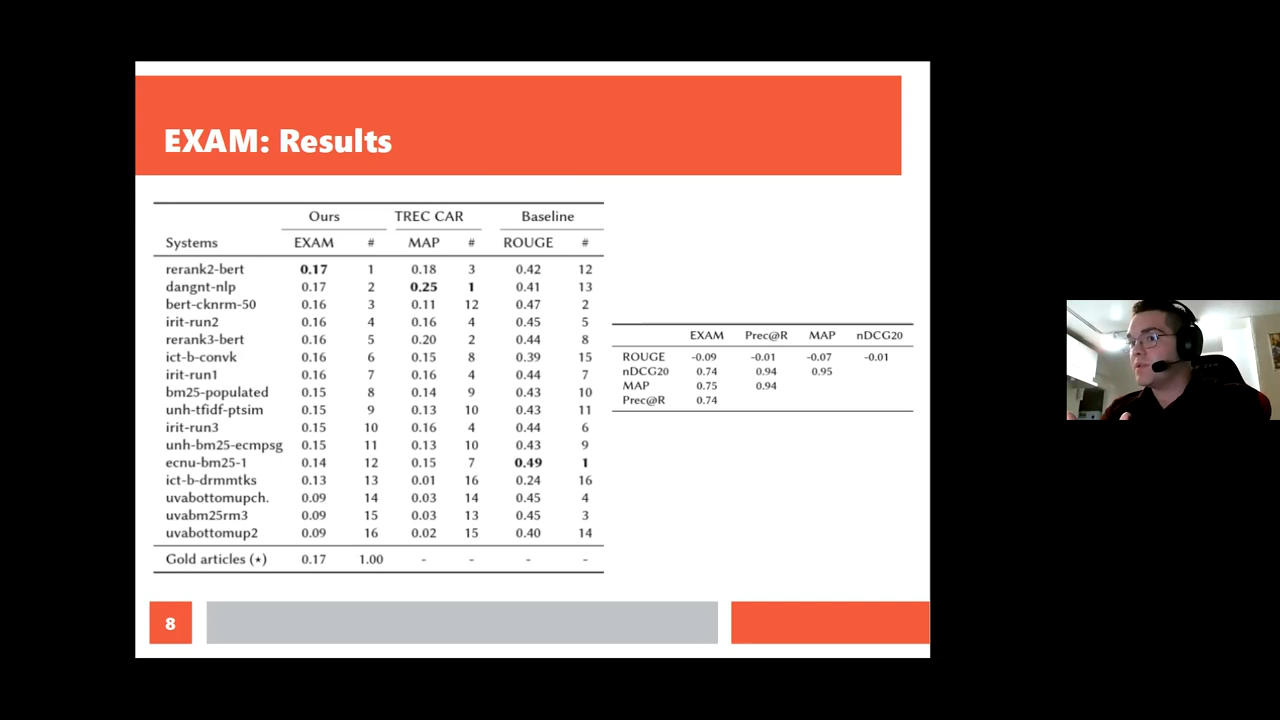 EXAM: Results
Ours TREC CAR Baseline
Systems EXAM # MAP # ROUGE #
rerank2-bert 0.17 1 0.18 3 0.42 12
dangnt-nlp 0.17 2 0.25 1 0.41 13
bert-cknrm-50 0.16 3 0.11 12 0.47 2
irit-run2 0.16 4 0.16 4 0.45 5
rerank3-bert 0.16 5 0.20 2 0.44 8
ict-b-convk 0.16 6 0.15 8 0.39 15
irit-run1 0.16 7 0.16 4 0.44 7
bm25-populated 0.15 8 0.14 9 0.43 10
unh-tfidf-ptsim 0.15 9 0.13 10 0.43 11
irit-run3 0.15 10 0.16 4 0.44 6
unh-bm25-ecmpsg 0.15 11 0.13 10 0.43 9
ecnu-bm25-1 0.14 12 0.15 7 0.49 1
ict-b-drmmtks 0.13 13 0.01 16 0.24 16
uvabottomupch. 0.09 14 0.03 14 0.45 4
uvabm25rm3 0.09 15 0.03 13 0.45 3
uvabottomup2 0.09 16 0.02 15 0.40 14
Gold articles (⋆) 0.17 1.00 - - - -
EXAM Prec@R MAP nDCG20
ROUGE -0.09 -0.01 -0.07 -0.01
nDCG20 0.74 0.94 0.95
MAP 0.75 0.94
Prec@R 0.74
8